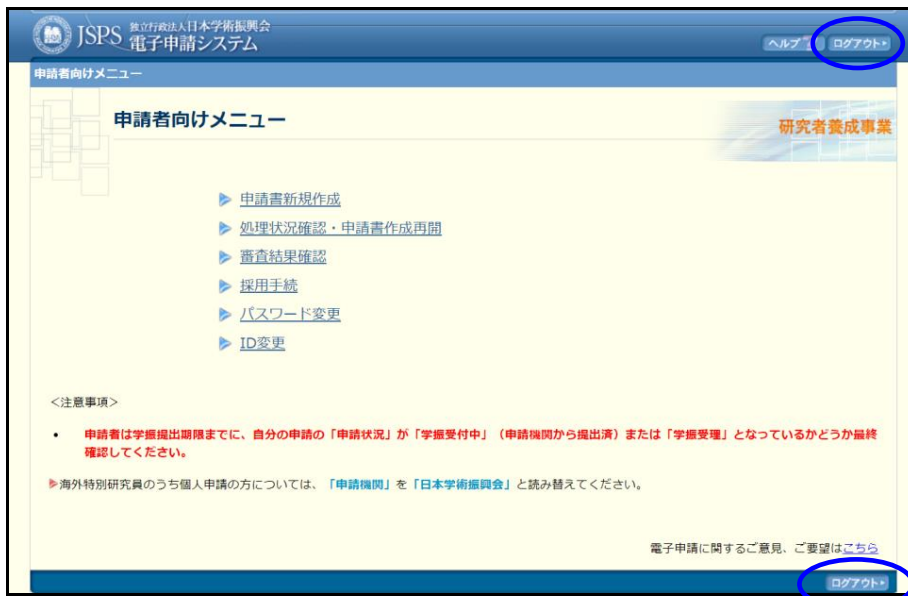 JSPS 独立行政法人日本学術振興会
電子申請システム
ヘルプ
ログアウト
申請者向けメニュー
申請者向けメニュー
研究者養成事業
申請書新規作成
処理状況確認・申請書作成再開
審査結果確認
採用手続
パスワード変更
ID変更
<注意事項>
• 申請者は学振提出期限までに、自分の申請の「申請状況」が「学振受付中」（申請機関から提出済）または「学振受理」となっているかどうか最終
確認してください。
海外特別研究員のうち個人申請の方については、「申請機関」を「日本学術振興会」と読み替えてください。
電子申請に関するご意見、ご要望はこちら
ログアウト